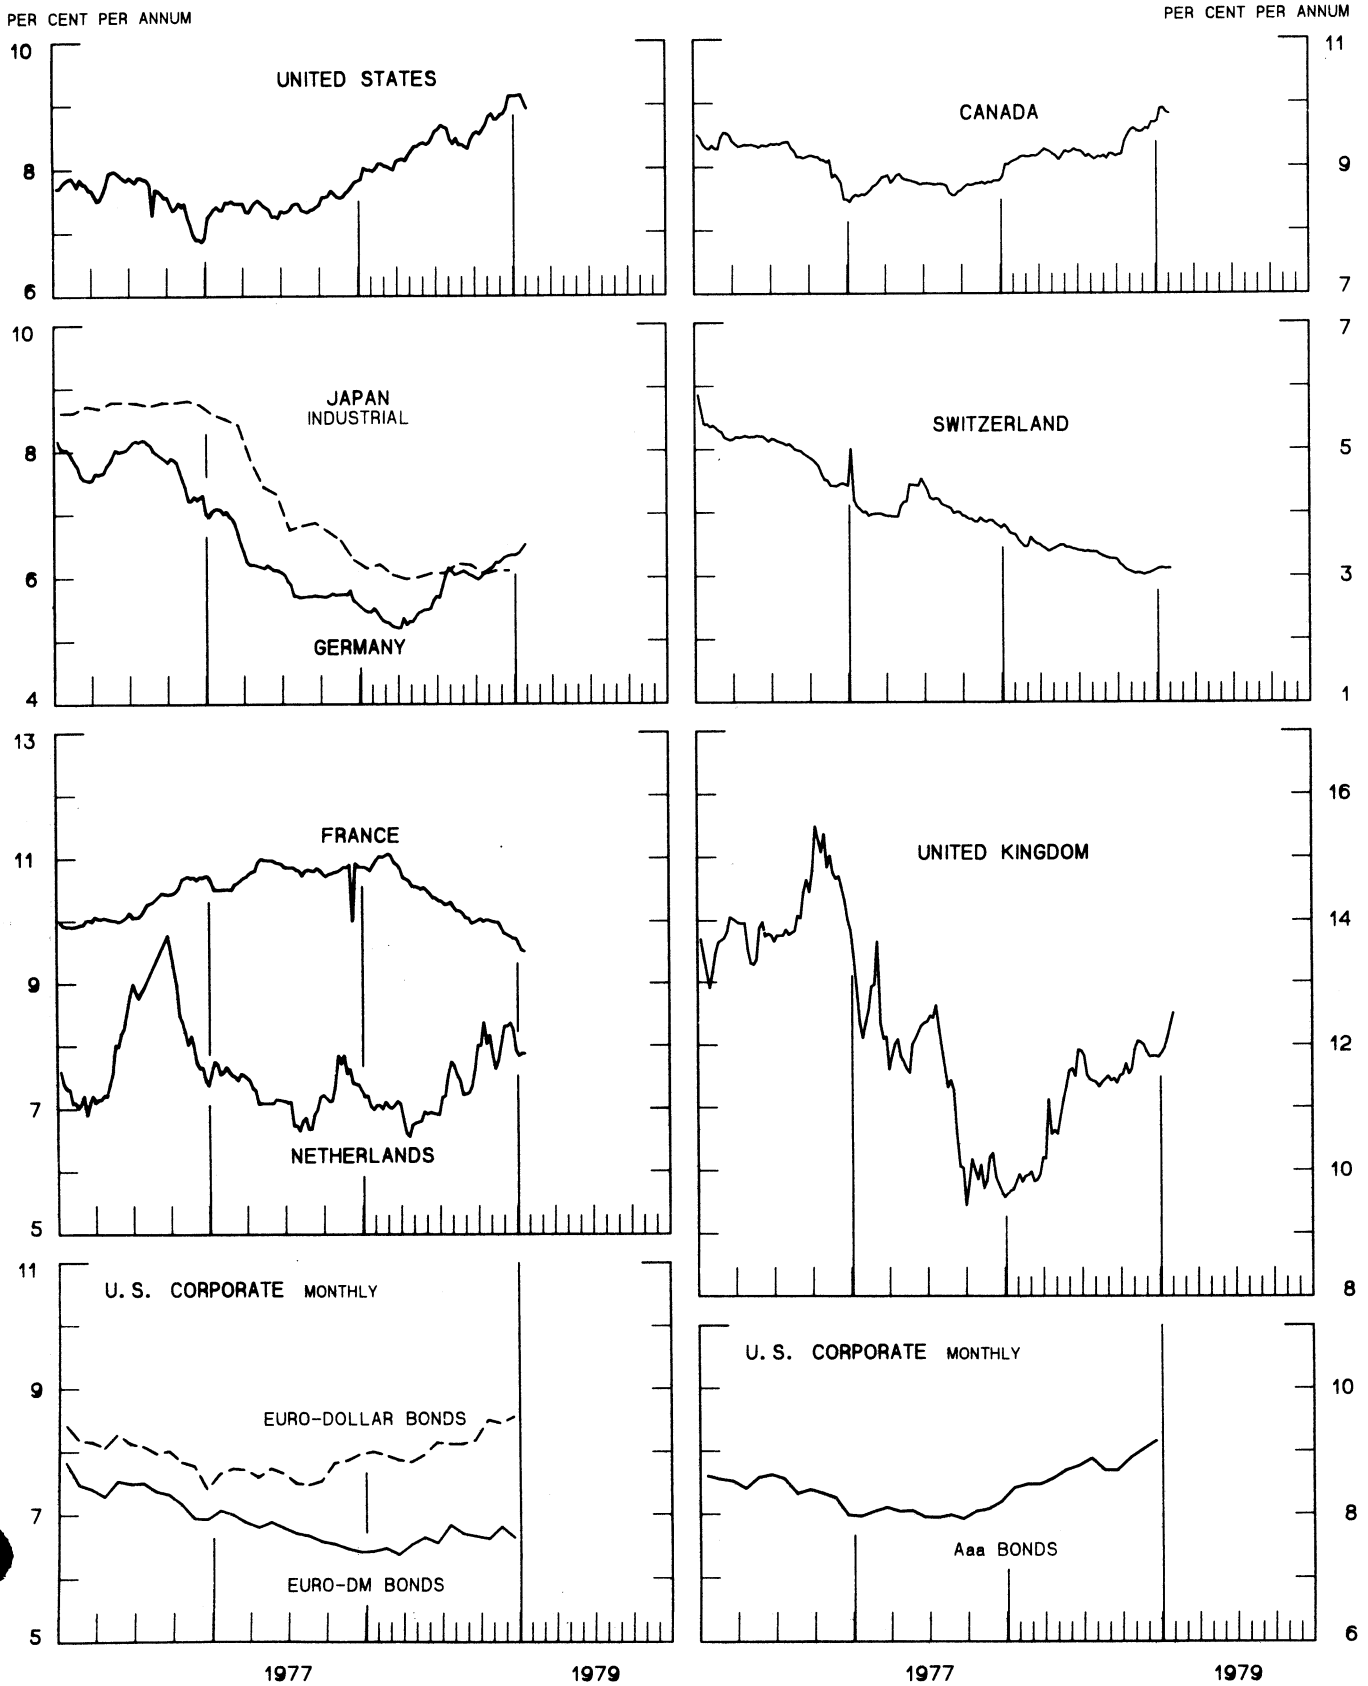 PER CENT PER ANNUM
PER CENT PER ANNUM
10
UNITED STATES
8
6
11
CANADA
9
7
10
JAPAN
INDUSTRIAL
8
6
GERMANY
4
7
SWITZERLAND
5
3
1
13
FRANCE
11
9
7
NETHERLANDS
5
16
UNITED KINGDOM
14
12
10
8
11
U.S. CORPORATE MONTHLY
9
EURO-DOLLAR BONDS
7
EURO-DM BONDS
5
U.S. CORPORATE MONTHLY
10
8
Aaa BONDS
6
1977
1979
1977
1979